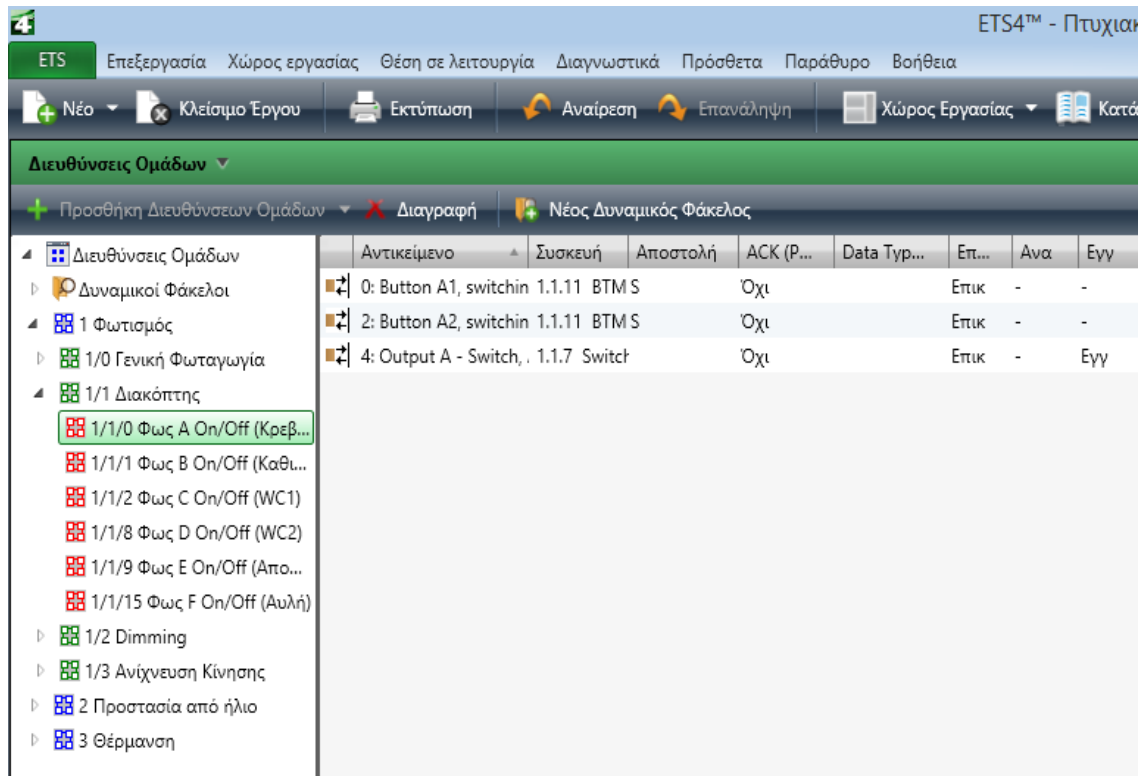 4
ETS4™ - Πτυχιακ
ETS Επεξεργασία Χώρος εργασίας Θέση σε λειτουργία Διαγνωστικά Πρόσθετα Παράθυρο Βοήθεια
Νέο Κλείσιμο Έργου Εκτύπωση Αναίρεση Επανάληψη Χώρος Εργασίας Κατά
Διευθύνσεις Ομάδων
Προσθήκη Διευθύνσεων Ομάδων Διαγραφή Νέος Δυναμικός Φάκελος
Διευθύνσεις Ομάδων
Δυναμικοί Φάκελοι
1 Φωτισμός
1/0 Γενική Φωταγωγία
1/1 Διακόπτης
1/1/0 Φως A On/Off (Κρεβ...
1/1/1 Φως B On/Off (Καθι...
1/1/2 Φως C On/Off (WC1)
1/1/8 Φως D On/Off (WC2)
1/1/9 Φως E On/Off (Απο...
1/1/15 Φως F On/Off (Αυλή)
1/2 Dimming
1/3 Ανίχνευση Κίνησης
2 Προστασία από ήλιο
3 Θέρμανση
Αντικείμενο Συσκευή Αποστολή ACK (P... Data Typ... Επ... Ανα Εγγ
0: Button A1, switchin 1.1.11 BTM S Όχι Επικ - -
2: Button A2, switchin 1.1.11 BTM S Όχι Επικ - -
4: Output A - Switch, . 1.1.7 Switch Όχι Επικ - Εγγ